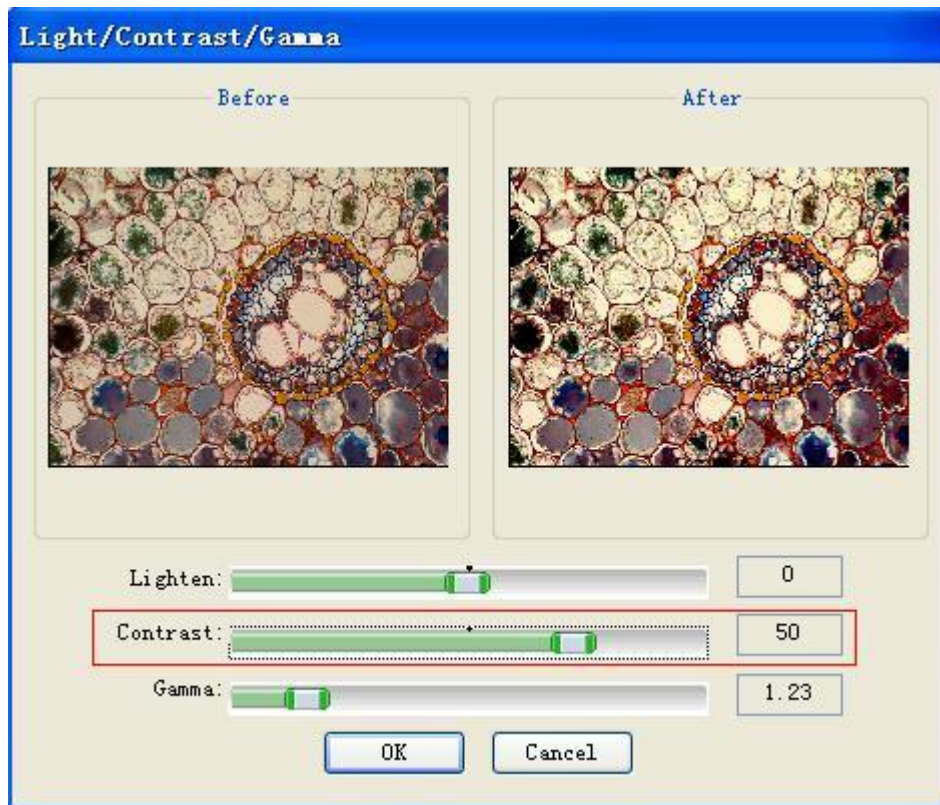 Light/Contrast/Gamma
Before
After
Lighten:
0
Contrast:
50
Gamma:
1.23
OK
Cancel